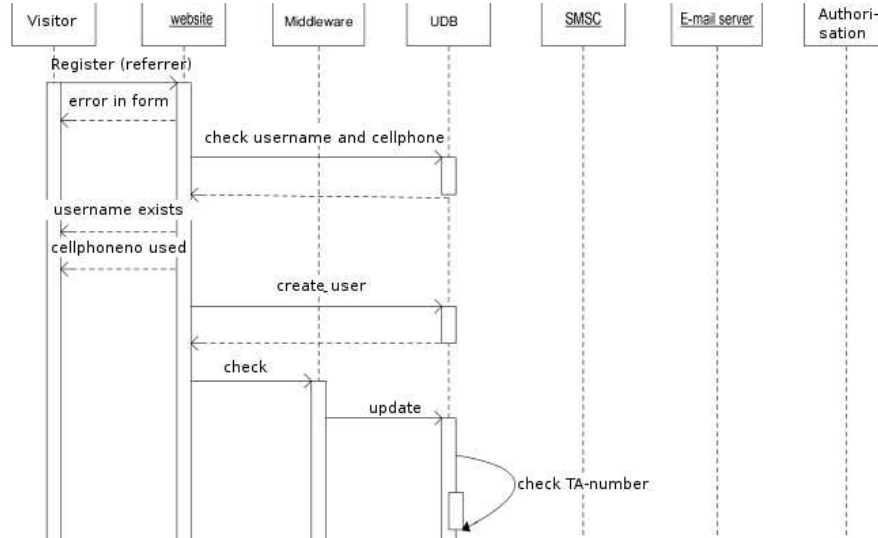 Visitor
website
Middleware
UDB
SMSC
E-mail server
Authori-
sation
Register (referrer)
error in form
check username and cellphone
username exists
cellphoneno used
create_user
check
update
check TA-number